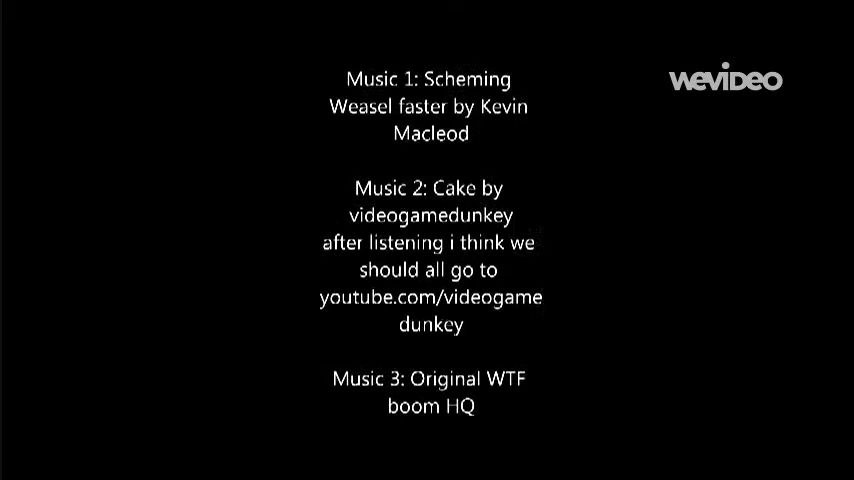 WEVIDEO
Music 1: Scheming
Weasel faster by Kevin
Macleod
Music 2: Cake by
videogamedunkey
after listening i think we
should all go to
youtube.com/videogame
dunkey
Music 3: Original WTF
boom HQ